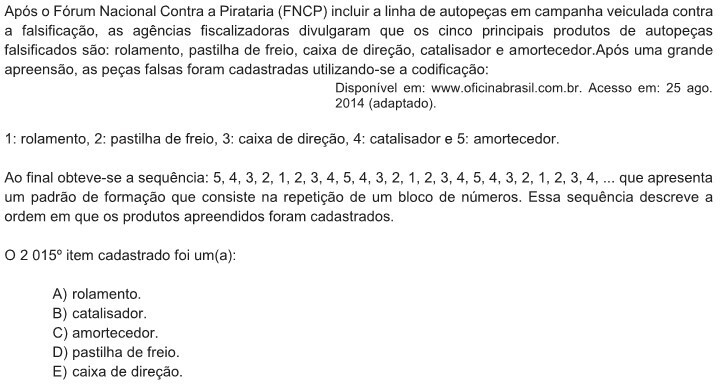 Após o Fórum Nacional Contra a Pirataria (FNCP) incluir a linha de autopeças em campanha veiculada contra
a falsificação, as agências fiscalizadoras divulgaram que os cinco principais produtos de autopeças
falsificados são: rolamento, pastilha de freio, caixa de direção, catalisador e amortecedor.Após uma grande
apreensão, as peças falsas foram cadastradas utilizando-se a codificação:
Disponível em: www.oficinabrasil.com.br. Acesso em: 25 ago.
2014 (adaptado).
1: rolamento, 2: pastilha de freio, 3: caixa de direção, 4: catalisador e 5: amortecedor.
Ao final obteve-se a sequência: 5, 4, 3, 2, 1, 2, 3, 4, 5, 4, 3, 2, 1, 2, 3, 4, 5, 4, 3, 2, 1, 2, 3, 4, ... que apresenta
um padrão de formação que consiste na repetição de um bloco de números. Essa sequência descreve a
ordem em que os produtos apreendidos foram cadastrados.
O 2 015º item cadastrado foi um(a):
A) rolamento.
B) catalisador.
C) amortecedor.
D) pastilha de freio.
E) caixa de direção.